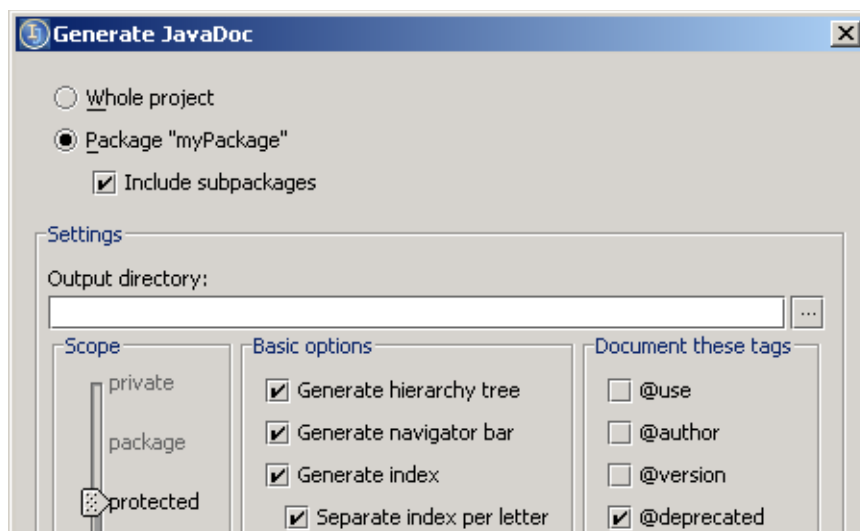 Generate JavaDoc
Whole project
Package "myPackage"
Include subpackages
Settings
Output directory:
...
Scope
private
package
protected
Basic options
Generate hierarchy tree
Generate navigator bar
Generate index
Separate index per letter
Document these tags
@use
@author
@version
@deprecated